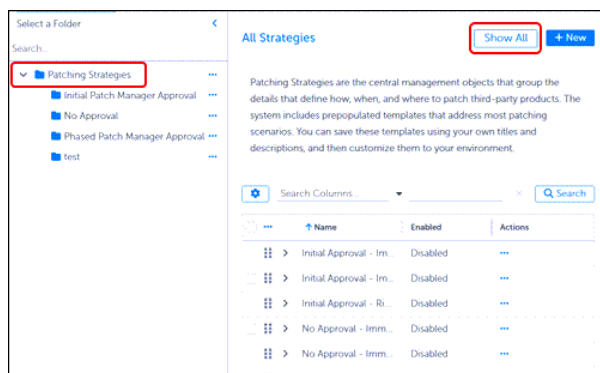 Select a Folder
Search...
Patching Strategies
Initial Patch Manager Approval
No Approval
Phased Patch Manager Approval
test
All Strategies
Show All
+ New
Patching Strategies are the central management objects that group the
details that define how, when, and where to patch third-party products. The
system includes prepopulated templates that address most patching
scenarios. You can save these templates using your own titles and
descriptions, and then customize them to your environment.
Search Columns...
Search
Name Enabled Actions
Initial Approval - Im... Disabled
Initial Approval - Im... Disabled
Initial Approval - Ri... Disabled
No Approval - Imm... Disabled
No Approval - Imm... Disabled